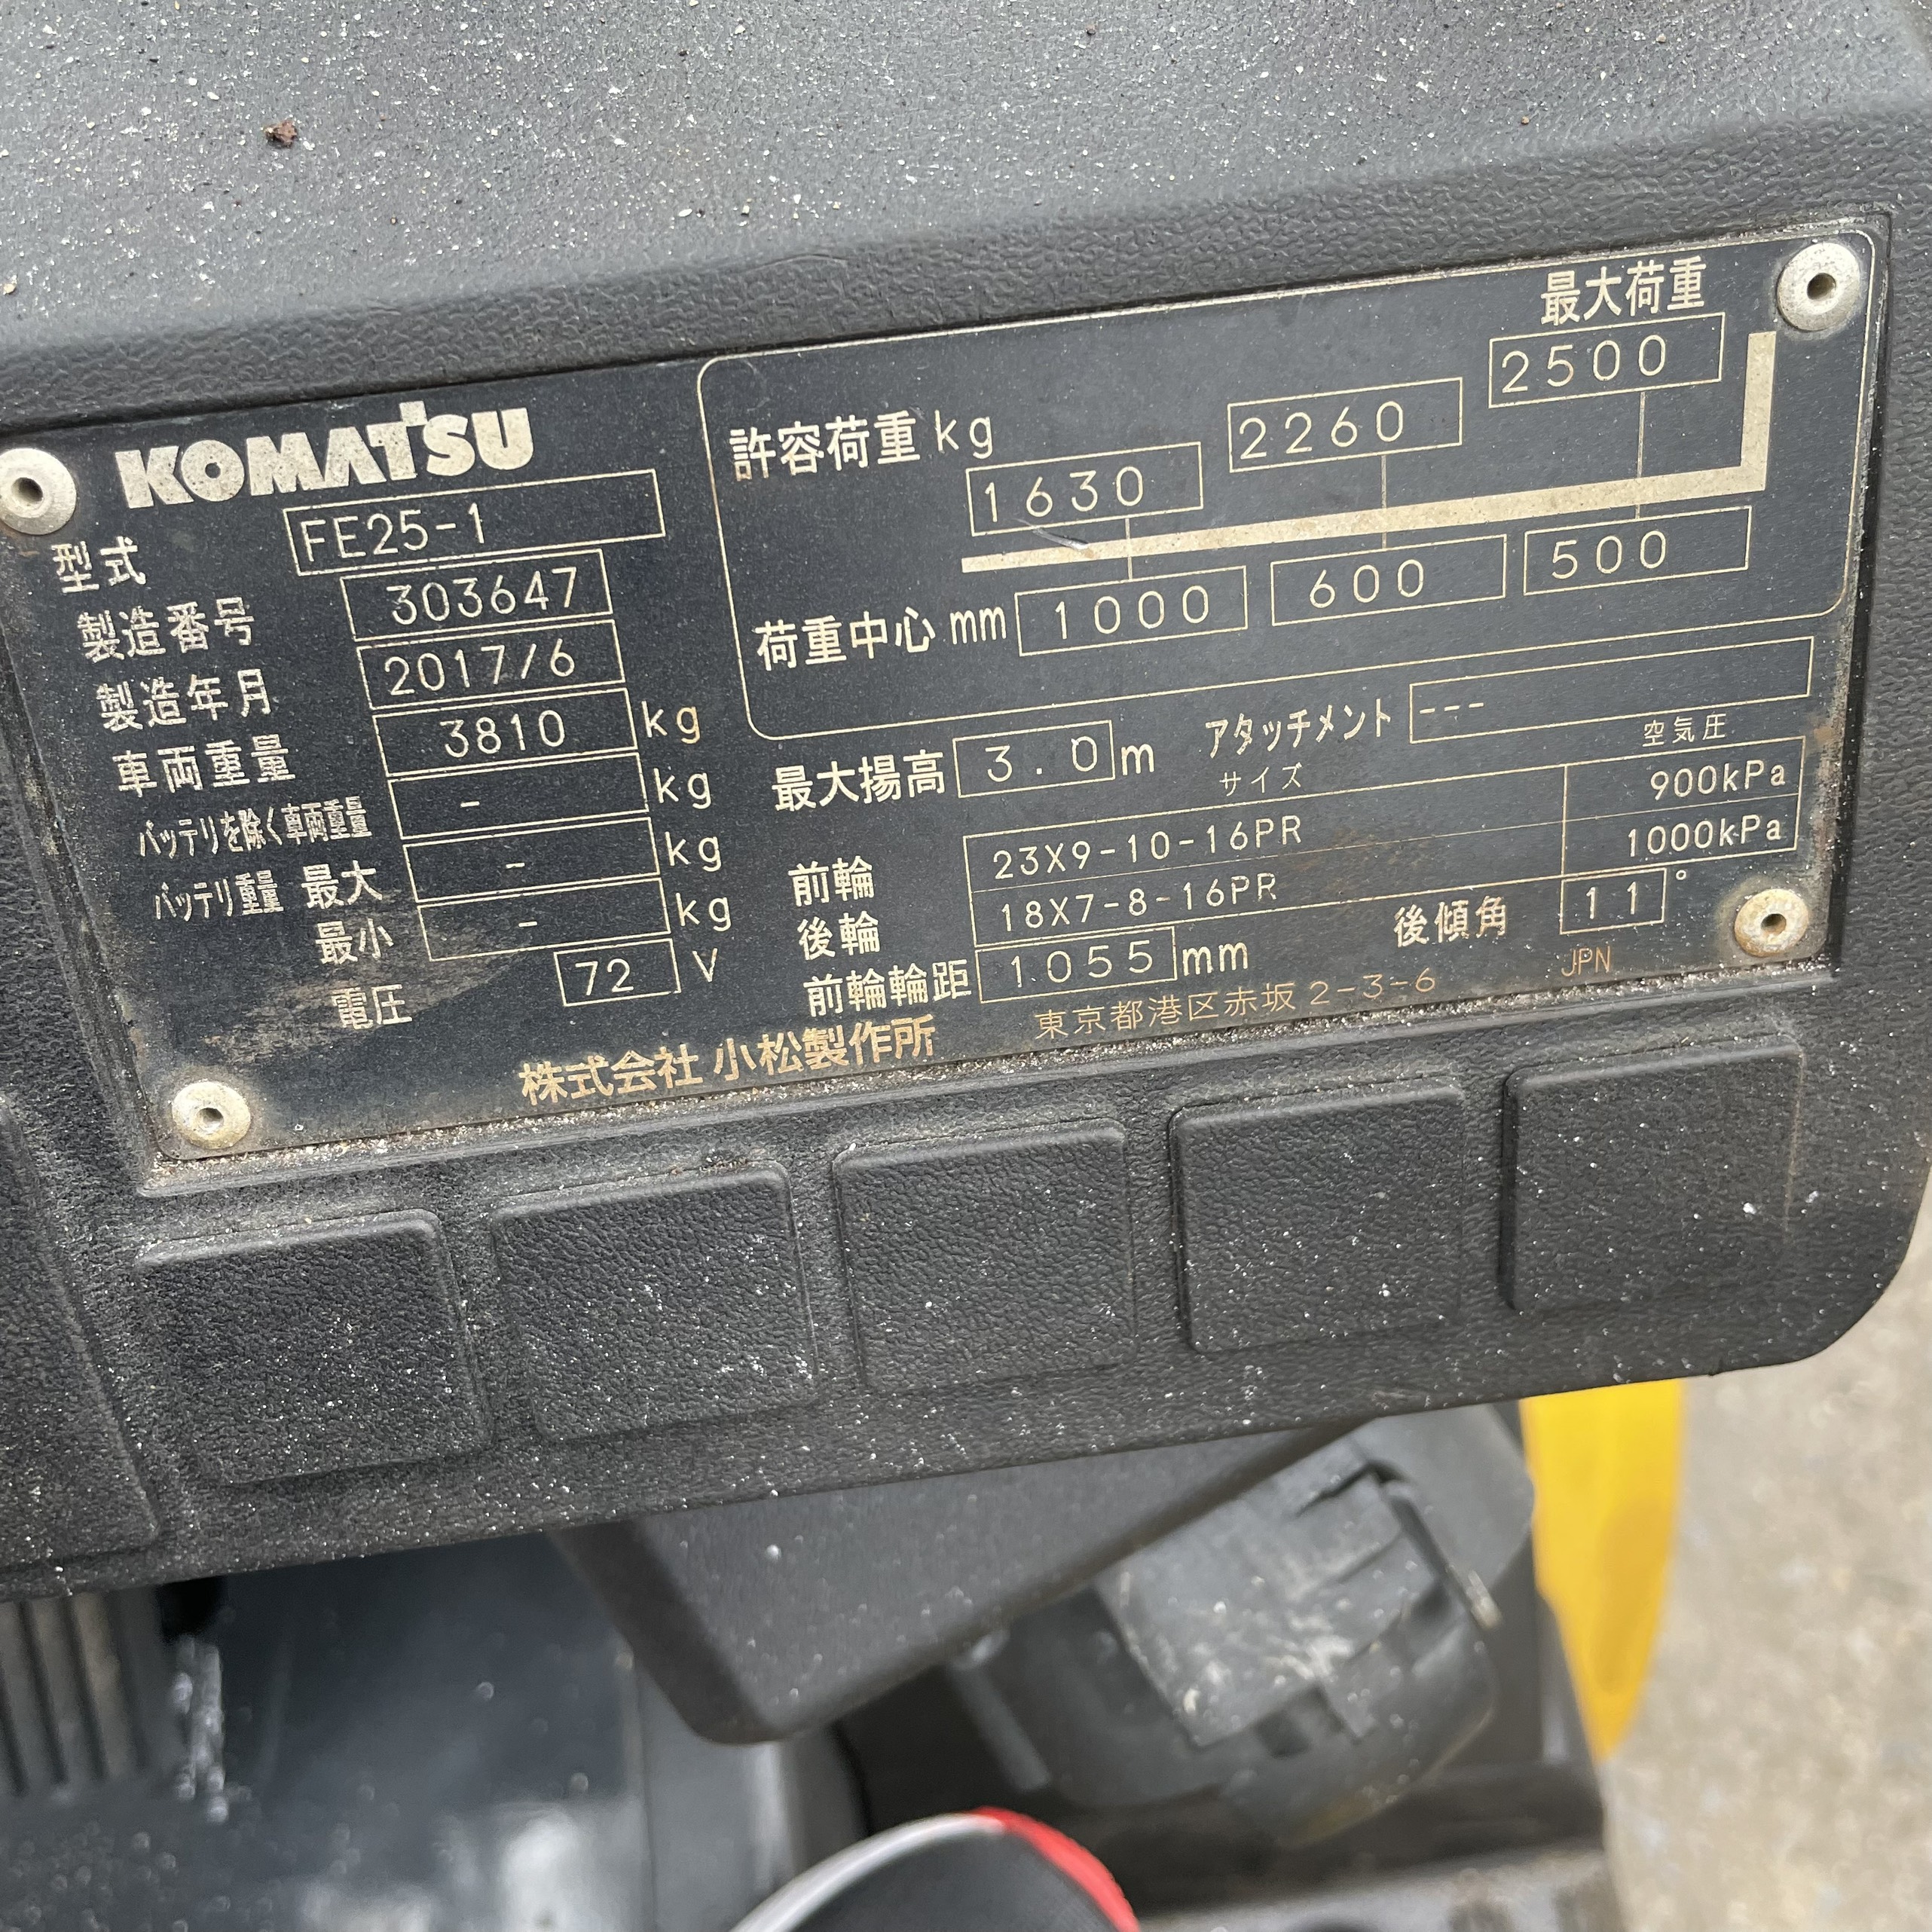 KOMATSU
型式 FE25-1
製造番号 303647
製造年月 2017/6
車両重量 3810 kg
バッテリを除く車両重量 - kg
バッテリ重量 最大 - kg
最小 - kg
電圧 72 V
最大荷重
許容荷重 kg 1630 2260 2500
荷重中心 mm 1000 600 500
最大揚高 3.0 m アタッチメント ---
サイズ 空気圧
前輪 23X9-10-16PR 900kPa
後輪 18X7-8-16PR 1000kPa
前輪輪距 1055 mm 後傾角 11°
株式会社 小松製作所 東京都港区赤坂 2-3-6 JPN